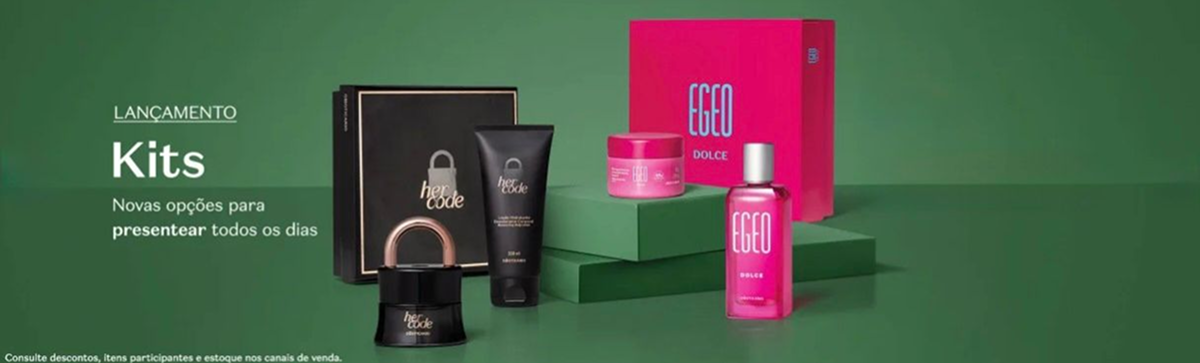 LANÇAMENTO
Kits
Novas opções para
presentear todos os dias
her
code
her
code
her
code
EGEO
DOLCE
EGEO
EGEO
DOLCE
Consulte descontos, itens participantes e estoque nos canais de venda.